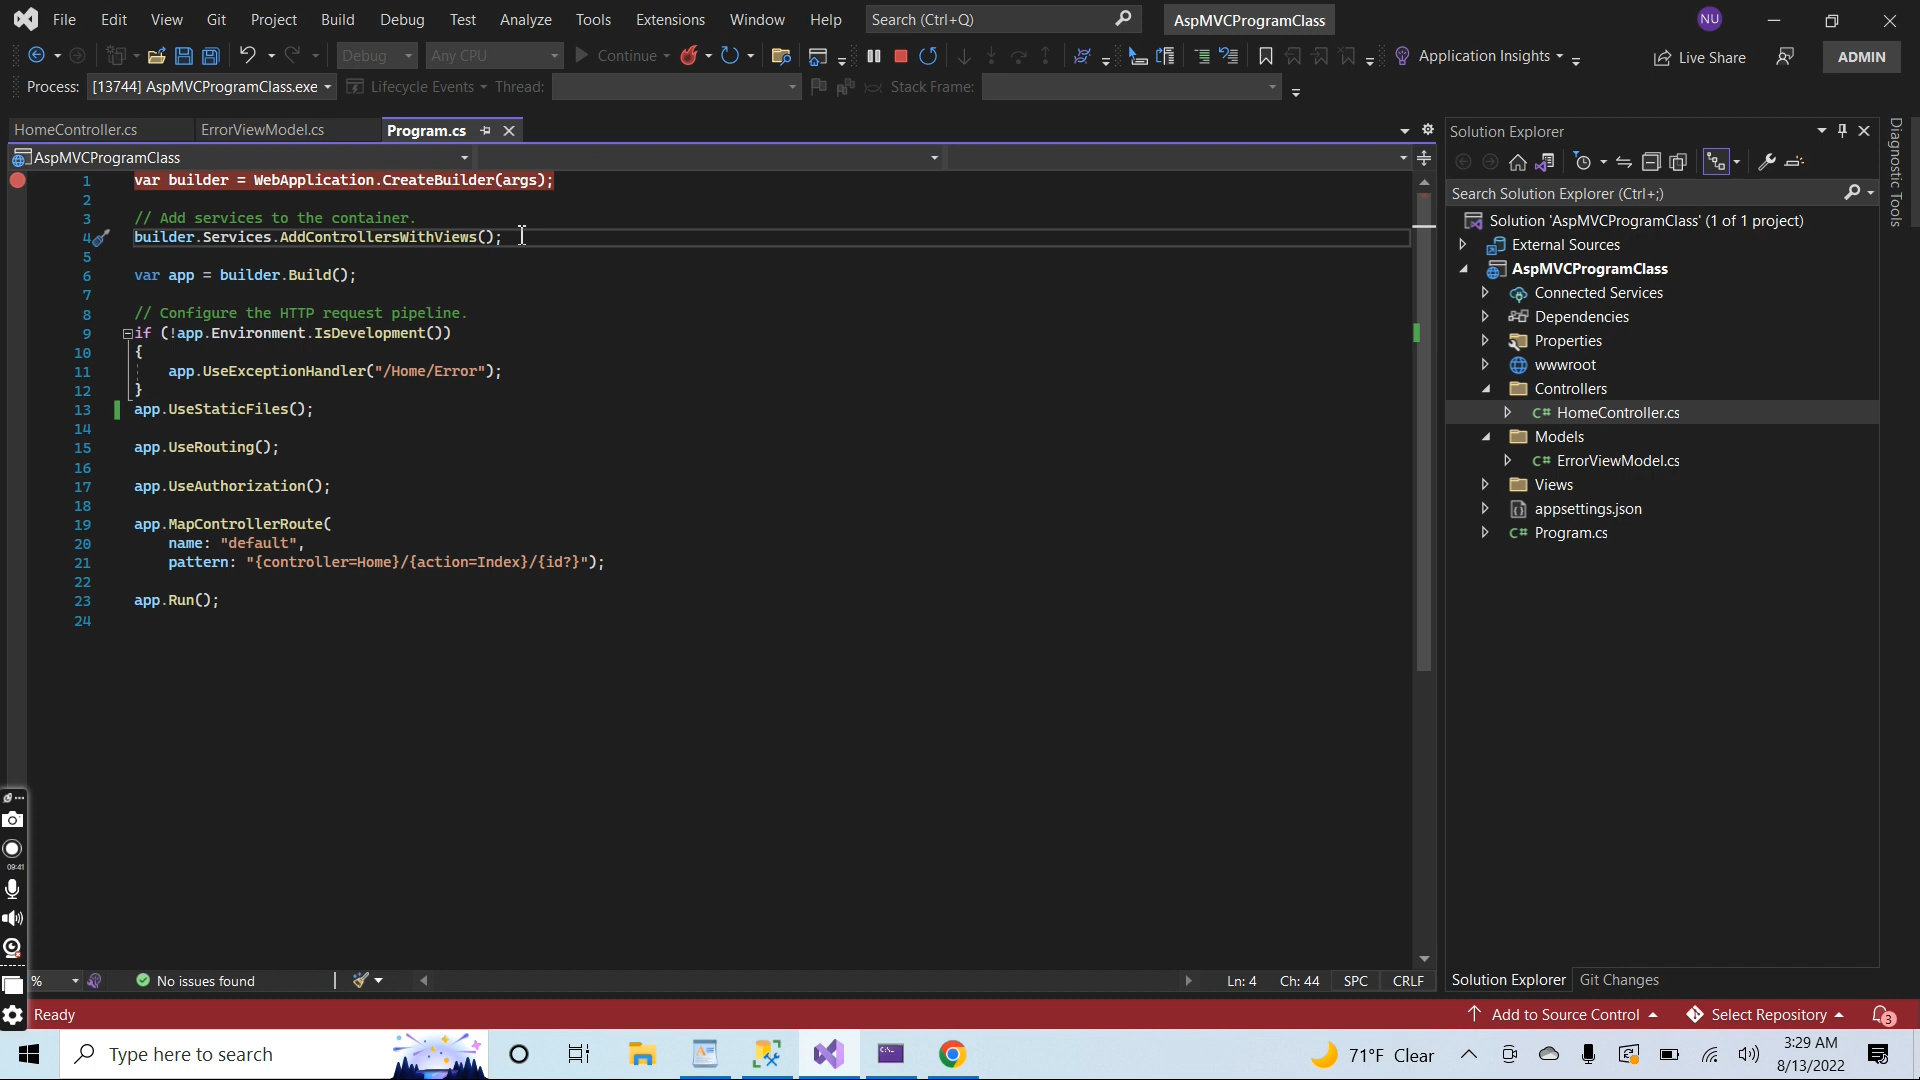 File Edit View Git Project Build Debug Test Analyze Tools Extensions Window Help Search (Ctrl+Q) AspMVCProgramClass NU
Debug Any CPU Continue Application Insights Live Share ADMIN
Process: [13744] AspMVCProgramClass.exe Lifecycle Events Thread: Stack Frame:
HomeController.cs ErrorViewModel.cs Program.cs
AspMVCProgramClass
1 var builder = WebApplication.CreateBuilder(args);
2
3 // Add services to the container.
4 builder.Services.AddControllersWithViews();
5
6 var app = builder.Build();
7
8 // Configure the HTTP request pipeline.
9 if (!app.Environment.IsDevelopment())
10 {
11 app.UseExceptionHandler("/Home/Error");
12 }
13 app.UseStaticFiles();
14
15 app.UseRouting();
16
17 app.UseAuthorization();
18
19 app.MapControllerRoute(
20 name: "default",
21 pattern: "{controller=Home}/{action=Index}/{id?}");
22
23 app.Run();
24
Solution Explorer
Search Solution Explorer (Ctrl+;)
Solution 'AspMVCProgramClass' (1 of 1 project)
External Sources
AspMVCProgramClass
Connected Services
Dependencies
Properties
wwwroot
Controllers
C# HomeController.cs
Models
C# ErrorViewModel.cs
Views
appsettings.json
C# Program.cs
Diagnostic Tools
09:41
% No issues found Ln: 4 Ch: 44 SPC CRLF
Solution Explorer Git Changes
Ready Add to Source Control Select Repository 3
Type here to search 71°F Clear 3:29 AM
8/13/2022